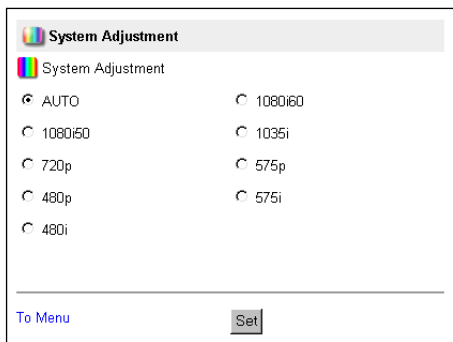 System Adjustment
System Adjustment
AUTO 1080i60
1080i50 1035i
720p 575p
480p 575i
480i
To Menu Set